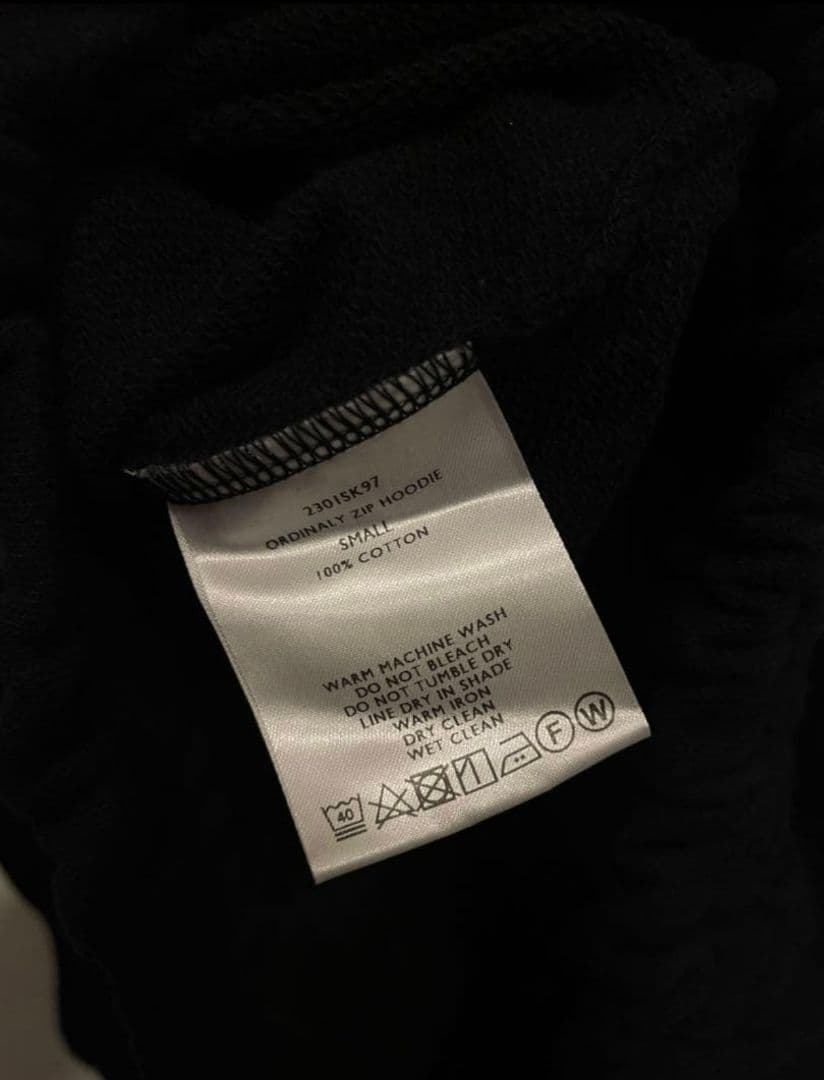 2301SK97
ORDINALY ZIP HOODIE
SMALL
100% COTTON
WARM MACHINE WASH
DO NOT BLEACH
DO NOT TUMBLE DRY
LINE DRY IN SHADE
WARM IRON
DRY CLEAN
WET CLEAN
40 F W